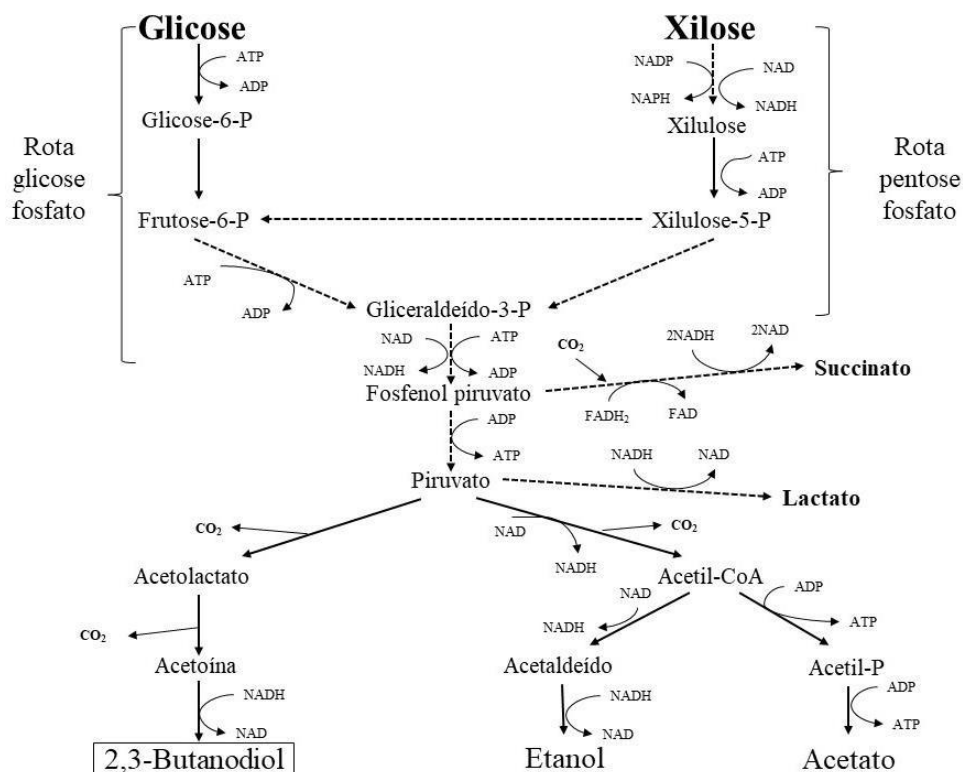 Glicose
Xilose
ATP
ADP
NADP
NAPH
NAD
NADH
Glicose-6-P
Xilulose
Rota
glicose
fosfato
Rota
pentose
fosfato
ATP
ADP
Frutose-6-P
Xilulose-5-P
ATP
ADP
Gliceraldeído-3-P
NAD
NADH
ATP
ADP
CO2
2NADH
2NAD
Succinato
Fosfenol piruvato
FADH2
FAD
ADP
ATP
NADH
NAD
Piruvato
Lactato
CO2
NAD
NADH
CO2
Acetolactato
Acetil-CoA
CO2
NAD
NADH
ADP
ATP
Acetoína
Acetaldeído
Acetil-P
NADH
NAD
NADH
NAD
ADP
ATP
2,3-Butanodiol
Etanol
Acetato